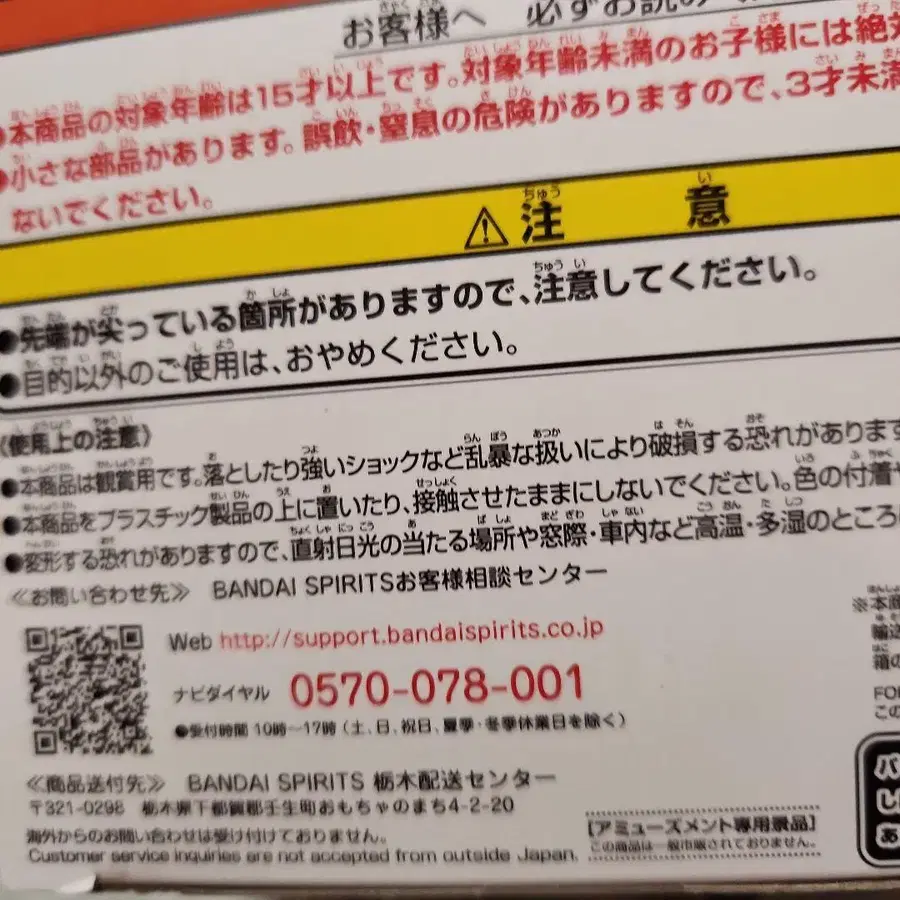 お客様へ 必ずお読み
●本商品の対象年齢は15才以上です。対象年齢未満のお子様には絶対
●小さな部品があります。誤飲・窒息の危険がありますので、3才未満
ないでください。
⚠注 意
●先端が尖っている箇所がありますので、注意してください。
●目的以外のご使用は、おやめください。
《使用上の注意》
●本商品は観賞用です。落としたり強いショックなど乱暴な扱いにより破損する恐れがあります
●本商品をプラスチック製品の上に置いたり、接触させたままにしないでください。色の付着や
●変形する恐れがありますので、直射日光の当たる場所や窓際・車内など高温・多湿のところ
≪お問い合わせ先≫ BANDAI SPIRITSお客様相談センター
Web http://support.bandaispirits.co.jp
ナビダイヤル 0570-078-001
●受付時間 10時～17時（土、日、祝日、夏季・冬季休業日を除く）
≪商品送付先≫ BANDAI SPIRITS 栃木配送センター
〒321-0298 栃木県下都賀郡壬生町おもちゃのまち4-2-20
海外からのお問い合わせは受け付けておりません。
Customer service inquiries are not accepted from outside Japan.
【アミューズメント専用景品】
この商品は一般市販されておりません。
※本商
輸送
箱の
FO
この